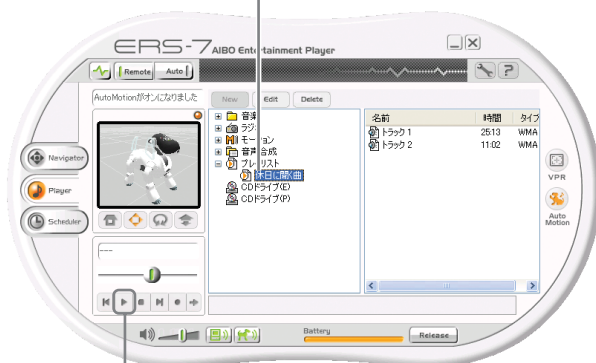 ERS-7 AIBO Entertainment Player
Remote Auto
AutoMotionがオンになりました
New Edit Delete
音楽
ラジオ
モーション
音声合成
プレイリスト
休日に聞く曲
CDドライブ(E)
CDドライブ(P)
名前 時間 タイプ
トラック 1 25:13 WMA
トラック 2 11:02 WMA
Navigator
Player
Scheduler
VPR
Auto
Motion
---
Battery
Release